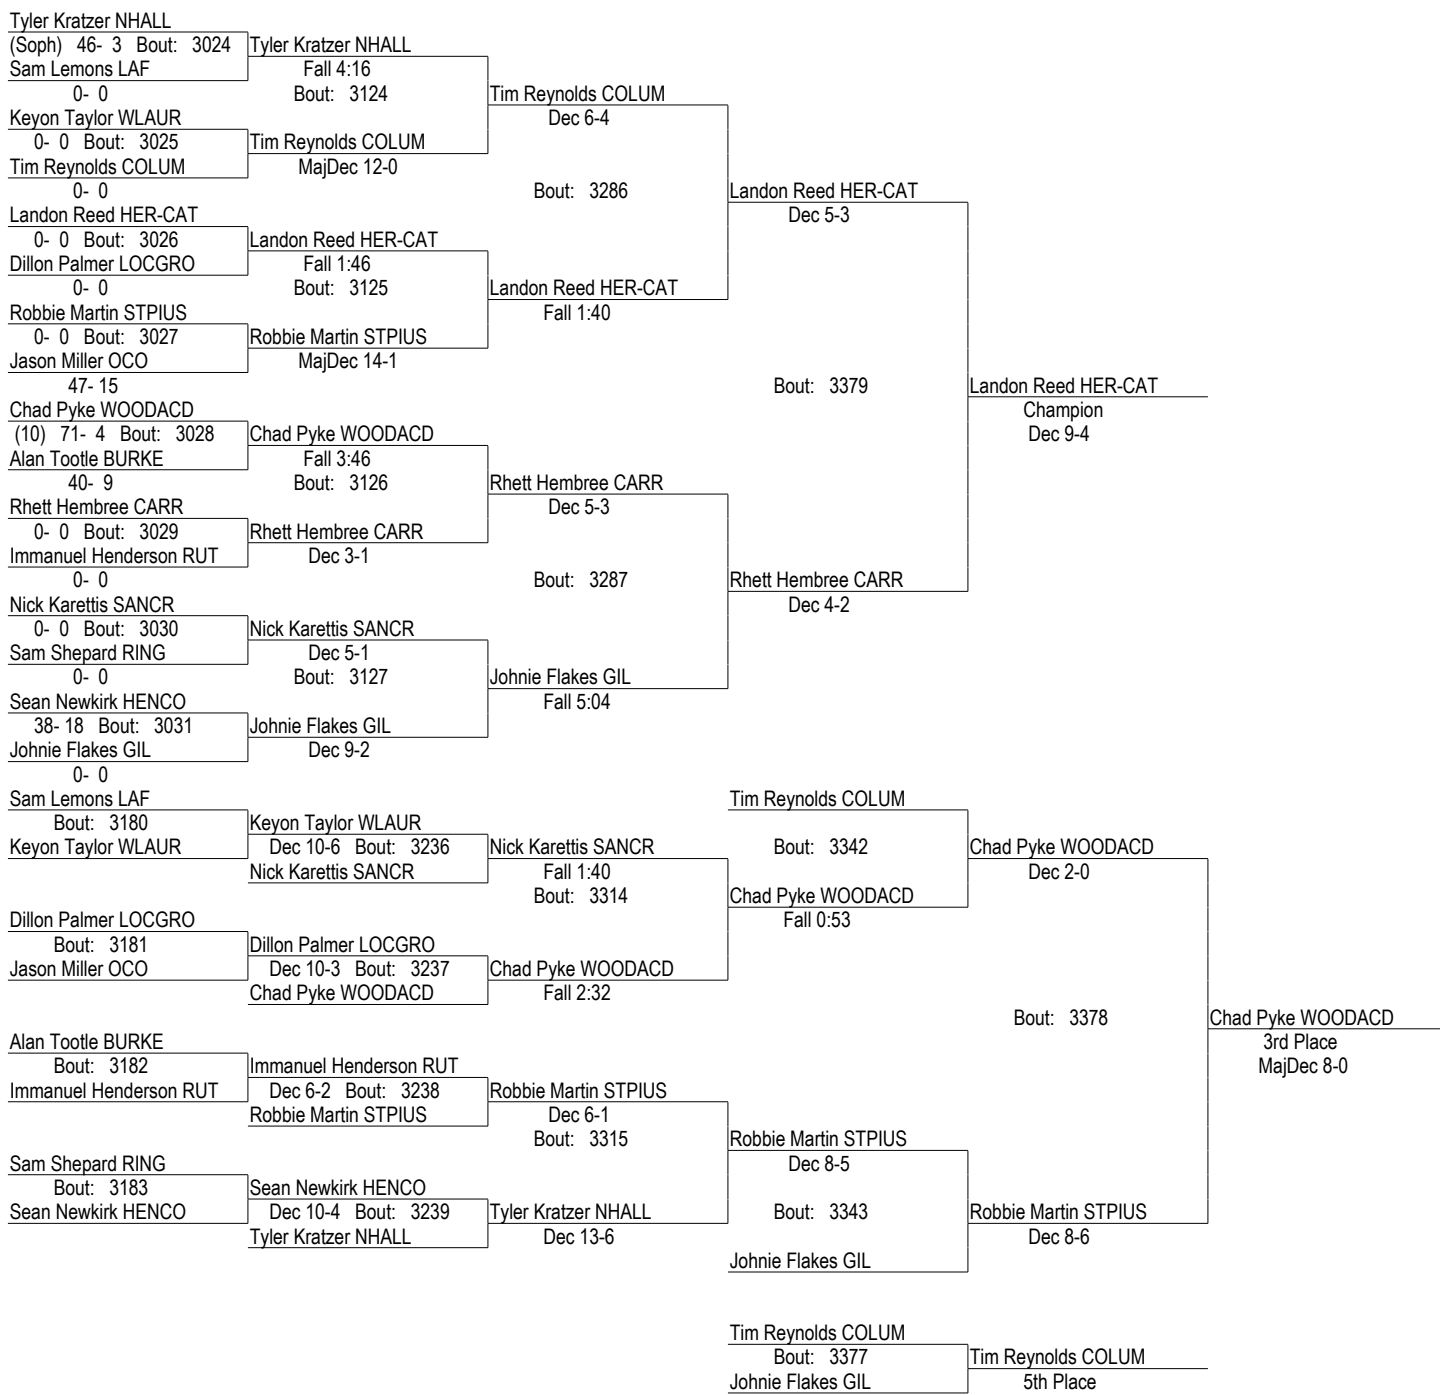 Tyler Kratzer NHALL
(Soph) 46- 3 Bout: 3024 Tyler Kratzer NHALL
Sam Lemons LAF Fall 4:16
0- 0 Bout: 3124 Tim Reynolds COLUM
Keyon Taylor WLAUR Dec 6-4
0- 0 Bout: 3025 Tim Reynolds COLUM
Tim Reynolds COLUM MajDec 12-0
0- 0 Bout: 3286 Landon Reed HER-CAT
Landon Reed HER-CAT Dec 5-3
0- 0 Bout: 3026 Landon Reed HER-CAT
Dillon Palmer LOCGRO Fall 1:46
0- 0 Bout: 3125 Landon Reed HER-CAT
Robbie Martin STPIUS Fall 1:40
0- 0 Bout: 3027 Robbie Martin STPIUS
Jason Miller OCO MajDec 14-1
47- 15 Bout: 3379 Landon Reed HER-CAT
Chad Pyke WOODACD Champion
(10) 71- 4 Bout: 3028 Chad Pyke WOODACD Dec 9-4
Alan Tootle BURKE Fall 3:46
40- 9 Bout: 3126 Rhett Hembree CARR
Rhett Hembree CARR Dec 5-3
0- 0 Bout: 3029 Rhett Hembree CARR
Immanuel Henderson RUT Dec 3-1
0- 0 Bout: 3287 Rhett Hembree CARR
Nick Karettis SANCR Dec 4-2
0- 0 Bout: 3030 Nick Karettis SANCR
Sam Shepard RING Dec 5-1
0- 0 Bout: 3127 Johnie Flakes GIL
Sean Newkirk HENCO Fall 5:04
38- 18 Bout: 3031 Johnie Flakes GIL
Johnie Flakes GIL Dec 9-2
0- 0
Sam Lemons LAF Tim Reynolds COLUM
Bout: 3180 Keyon Taylor WLAUR
Keyon Taylor WLAUR Dec 10-6 Bout: 3236 Nick Karettis SANCR Bout: 3342 Chad Pyke WOODACD
Nick Karettis SANCR Fall 1:40 Dec 2-0
Bout: 3314 Chad Pyke WOODACD
Dillon Palmer LOCGRO Fall 0:53
Bout: 3181 Dillon Palmer LOCGRO
Jason Miller OCO Dec 10-3 Bout: 3237 Chad Pyke WOODACD
Chad Pyke WOODACD Fall 2:32
Bout: 3378 Chad Pyke WOODACD
Alan Tootle BURKE 3rd Place
Bout: 3182 Immanuel Henderson RUT MajDec 8-0
Immanuel Henderson RUT Dec 6-2 Bout: 3238 Robbie Martin STPIUS
Robbie Martin STPIUS Dec 6-1
Bout: 3315 Robbie Martin STPIUS
Sam Shepard RING Dec 8-5
Bout: 3183 Sean Newkirk HENCO
Sean Newkirk HENCO Dec 10-4 Bout: 3239 Tyler Kratzer NHALL Bout: 3343 Robbie Martin STPIUS
Tyler Kratzer NHALL Dec 13-6 Dec 8-6
Johnie Flakes GIL
Tim Reynolds COLUM
Bout: 3377 Tim Reynolds COLUM
Johnie Flakes GIL 5th Place